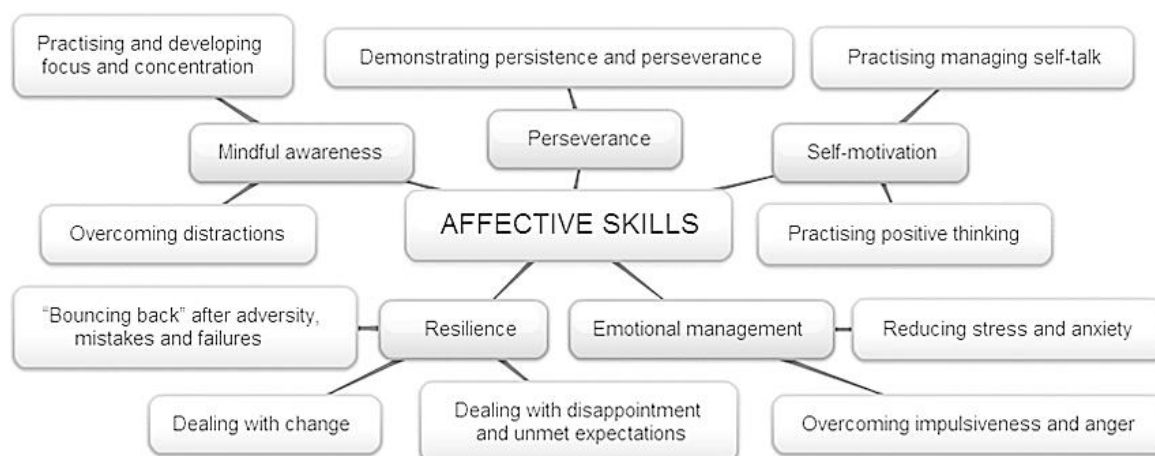 Practising and developing
focus and concentration
Demonstrating persistence and perseverance
Practising managing self-talk
Mindful awareness
Perseverance
Self-motivation
Overcoming distractions
AFFECTIVE SKILLS
Practising positive thinking
“Bouncing back” after adversity,
mistakes and failures
Resilience
Emotional management
Reducing stress and anxiety
Dealing with change
Dealing with disappointment
and unmet expectations
Overcoming impulsiveness and anger